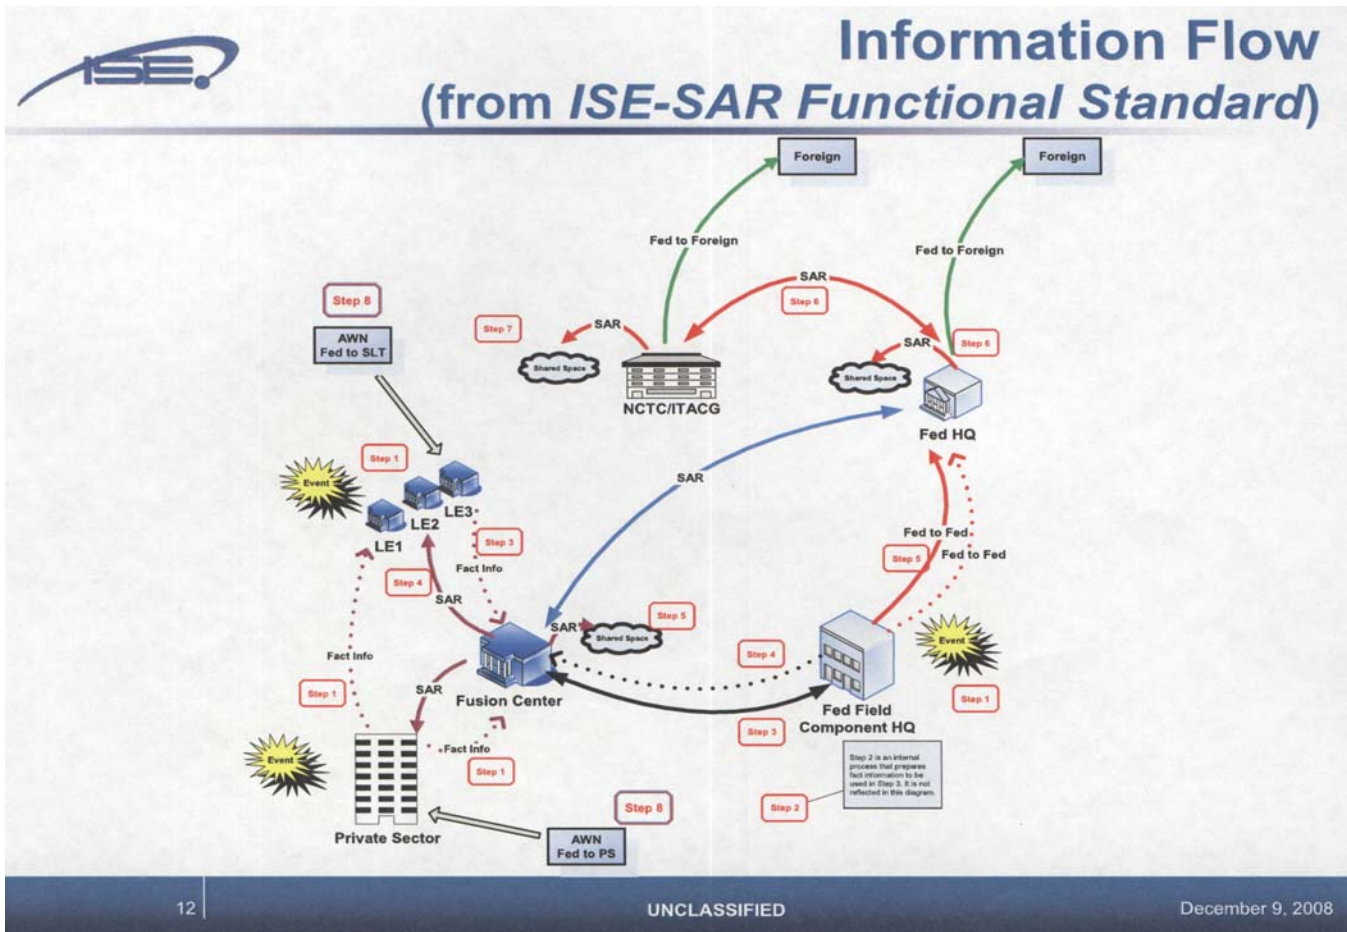 ISE
Information Flow
(from ISE-SAR Functional Standard)
Foreign
Foreign
Fed to Foreign
Fed to Foreign
SAR
Step 6
Step 8
AWN
Fed to SLT
Step 7
SAR
Shared Space
NCTC/ITACG
SAR
Step 6
Shared Space
Fed HQ
Step 1
Event
LE1
LE2
LE3
SAR
Step 3
Fact Info
Step 4
SAR
Fed to Fed
Step 5
Fed to Fed
SAR
Shared Space
Step 5
Fact Info
Step 1
SAR
Fusion Center
Step 4
Step 3
Event
Step 1
Fed Field
Component HQ
Event
Fact Info
Step 1
Private Sector
Step 8
AWN
Fed to PS
Step 2
Step 2 is an internal
process that prepares
fact information to be
used in Step 3. It is not
reflected in this diagram.
12
UNCLASSIFIED
December 9, 2008